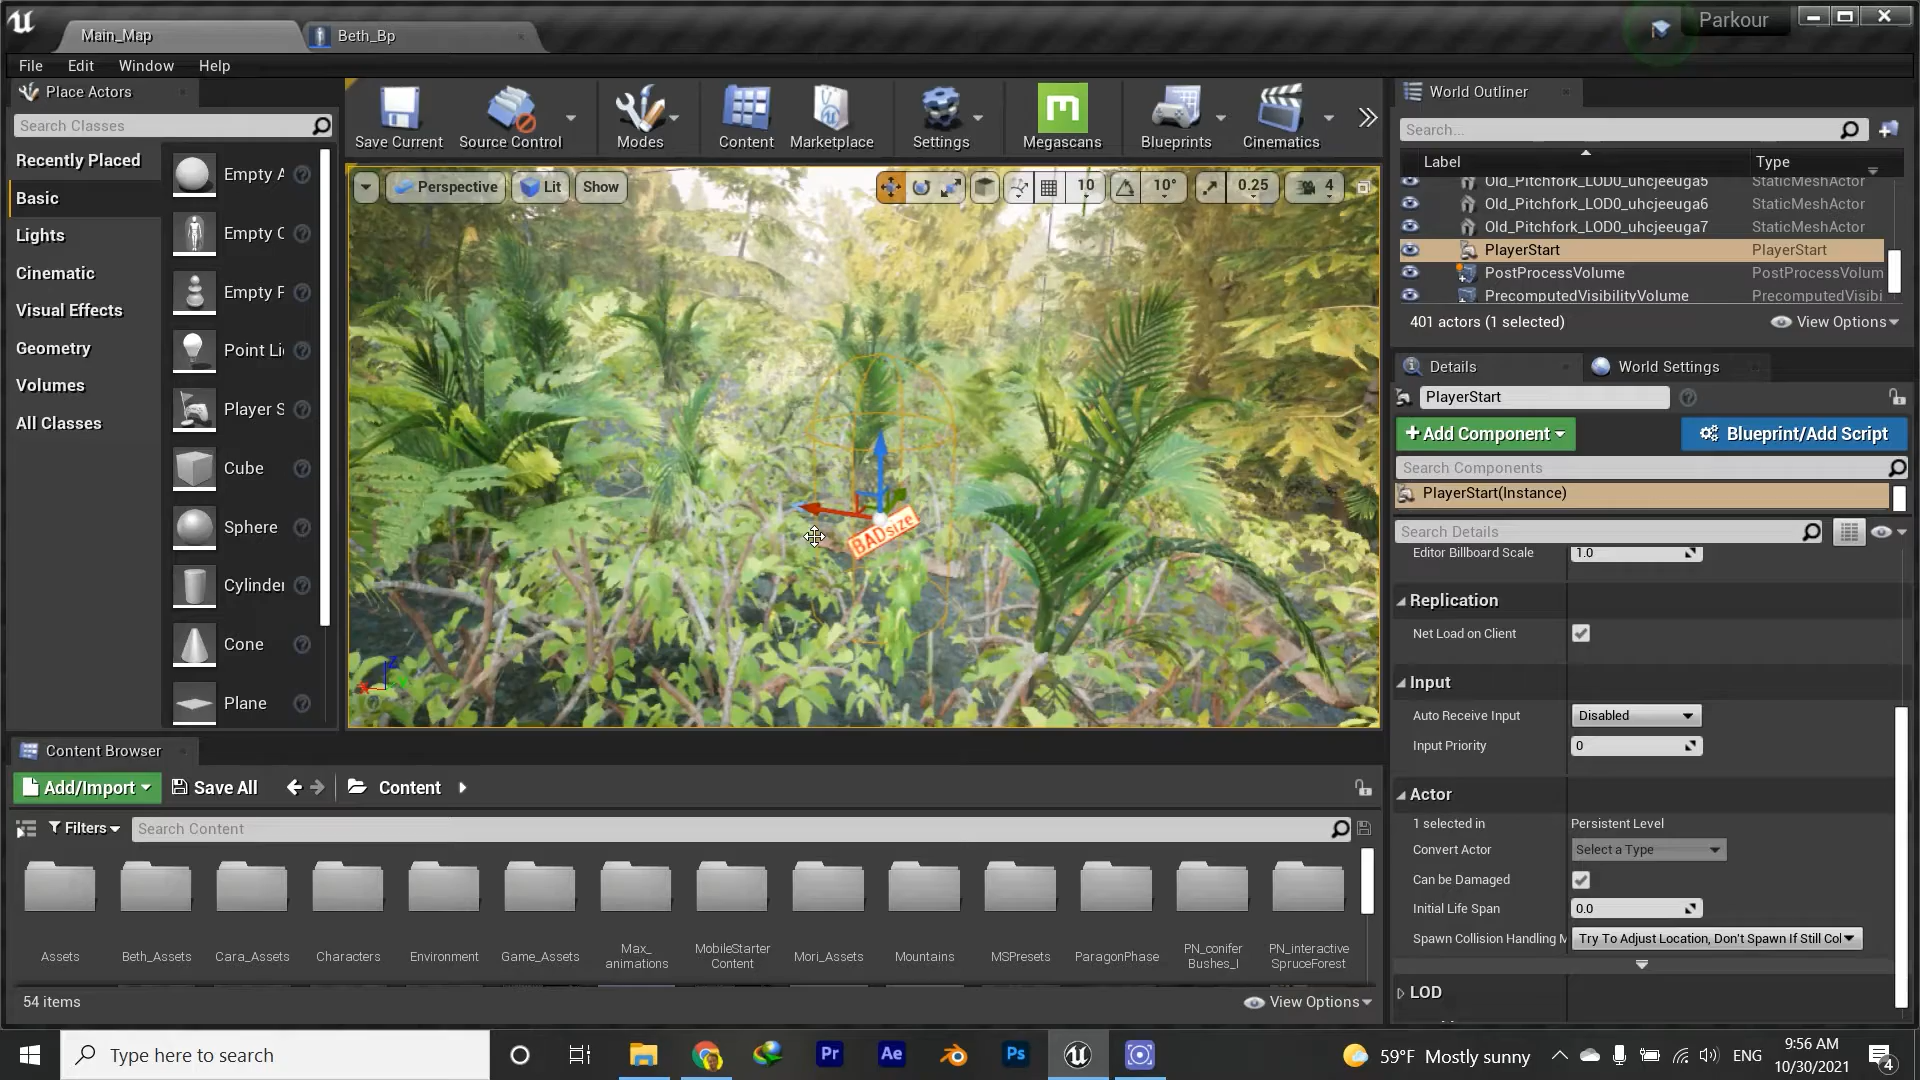 Main_Map
Beth_Bp
Parkour
File
Edit
Window
Help
Place Actors
Search Classes
Recently Placed
Basic
Lights
Cinematic
Visual Effects
Geometry
Volumes
All Classes
Empty A
Empty C
Empty P
Point Li
Player S
Cube
Sphere
Cylinder
Cone
Plane
Save Current
Source Control
Modes
Content
Marketplace
Settings
Megascans
Blueprints
Cinematics
Perspective
Lit
Show
10
10°
0.25
4
BADsize
World Outliner
Search...
Label
Type
Old_Pitchfork_LOD0_uhcjeeuga5
StaticMeshActor
Old_Pitchfork_LOD0_uhcjeeuga6
StaticMeshActor
Old_Pitchfork_LOD0_uhcjeeuga7
StaticMeshActor
PlayerStart
PlayerStart
PostProcessVolume
PostProcessVolum
PrecomputedVisibilityVolume
PrecomputedVisibi
401 actors (1 selected)
View Options
Details
World Settings
PlayerStart
+Add Component
Blueprint/Add Script
Search Components
PlayerStart(Instance)
Search Details
Editor Billboard Scale
1.0
Replication
Net Load on Client
Input
Auto Receive Input
Disabled
Input Priority
0
Actor
1 selected in
Persistent Level
Convert Actor
Select a Type
Can be Damaged
Initial Life Span
0.0
Spawn Collision Handling M
Try To Adjust Location, Don't Spawn If Still Col
LOD
Content Browser
Add/Import
Save All
Content
Filters
Search Content
Assets
Beth_Assets
Cara_Assets
Characters
Environment
Game_Assets
Max_
animations
MobileStarter
Content
Mori_Assets
Mountains
MSPresets
ParagonPhase
PN_conifer
Bushes_I
PN_interactive
SpruceForest
54 items
View Options
Type here to search
Pr
Ae
Ps
59°F Mostly sunny
ENG
9:56 AM
10/30/2021
4